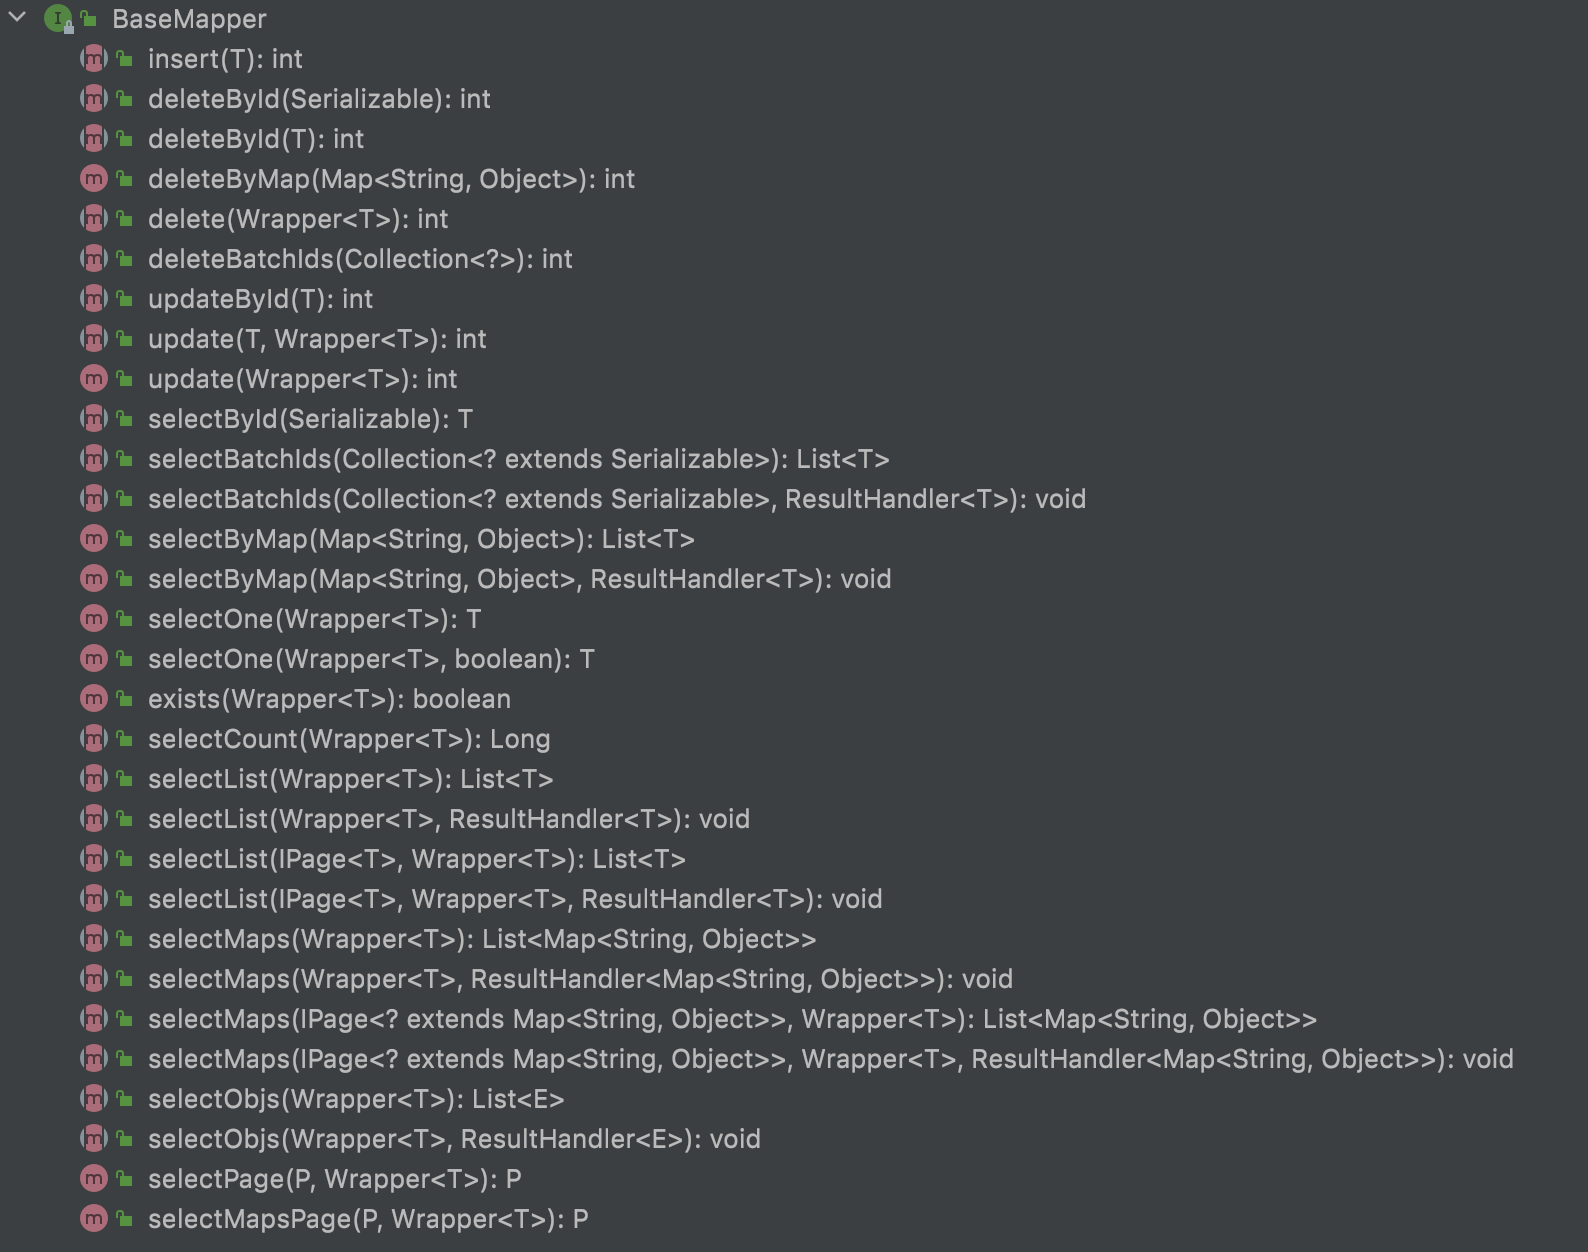 BaseMapper
insert(T): int
deleteById(Serializable): int
deleteById(T): int
deleteByMap(Map<String, Object>): int
delete(Wrapper<T>): int
deleteBatchIds(Collection<?>): int
updateById(T): int
update(T, Wrapper<T>): int
update(Wrapper<T>): int
selectById(Serializable): T
selectBatchIds(Collection<? extends Serializable>): List<T>
selectBatchIds(Collection<? extends Serializable>, ResultHandler<T>): void
selectByMap(Map<String, Object>): List<T>
selectByMap(Map<String, Object>, ResultHandler<T>): void
selectOne(Wrapper<T>): T
selectOne(Wrapper<T>, boolean): T
exists(Wrapper<T>): boolean
selectCount(Wrapper<T>): Long
selectList(Wrapper<T>): List<T>
selectList(Wrapper<T>, ResultHandler<T>): void
selectList(IPage<T>, Wrapper<T>): List<T>
selectList(IPage<T>, Wrapper<T>, ResultHandler<T>): void
selectMaps(Wrapper<T>): List<Map<String, Object>>
selectMaps(Wrapper<T>, ResultHandler<Map<String, Object>>): void
selectMaps(IPage<? extends Map<String, Object>>, Wrapper<T>): List<Map<String, Object>>
selectMaps(IPage<? extends Map<String, Object>>, Wrapper<T>, ResultHandler<Map<String, Object>>): void
selectObjs(Wrapper<T>): List<E>
selectObjs(Wrapper<T>, ResultHandler<E>): void
selectPage(P, Wrapper<T>): P
selectMapsPage(P, Wrapper<T>): P